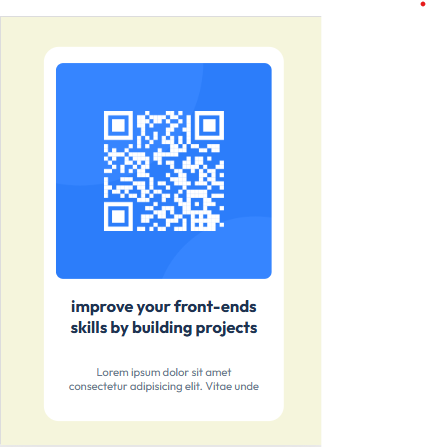 improve your front-ends
skills by building projects
Lorem ipsum dolor sit amet
consectetur adipisicing elit. Vitae unde